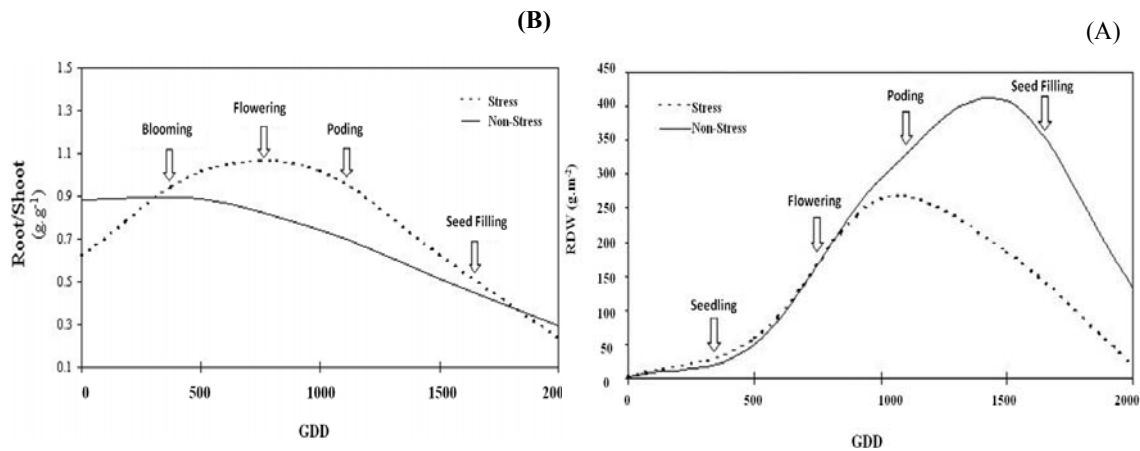 (B)
1.5
1.3
1.1
0.9
0.7
0.5
0.3
0.1
Root/Shoot
(g.g-1)
Stress
Non-Stress
Blooming
Flowering
Poding
Seed Filling
0
500
1000
1500
2000
GDD
(A)
450
400
350
300
250
200
150
100
50
0
RDW (g.m-2)
Stress
Non-Stress
Seedling
Flowering
Poding
Seed Filling
0
500
1000
1500
2000
GDD